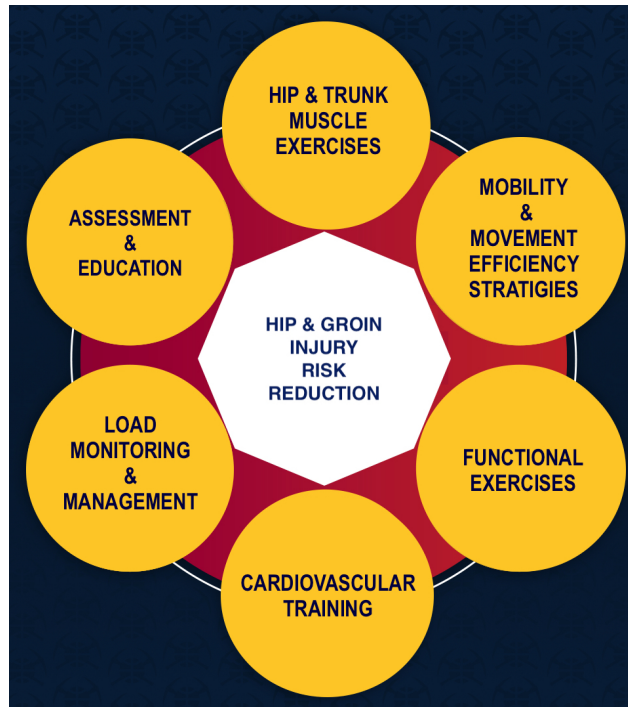 HIP & TRUNK
MUSCLE
EXERCISES
MOBILITY
&
MOVEMENT
EFFICIENCY
STRATIGIES
FUNCTIONAL
EXERCISES
CARDIOVASCULAR
TRAINING
LOAD
MONITORING
&
MANAGEMENT
ASSESSMENT
&
EDUCATION
HIP & GROIN
INJURY
RISK
REDUCTION